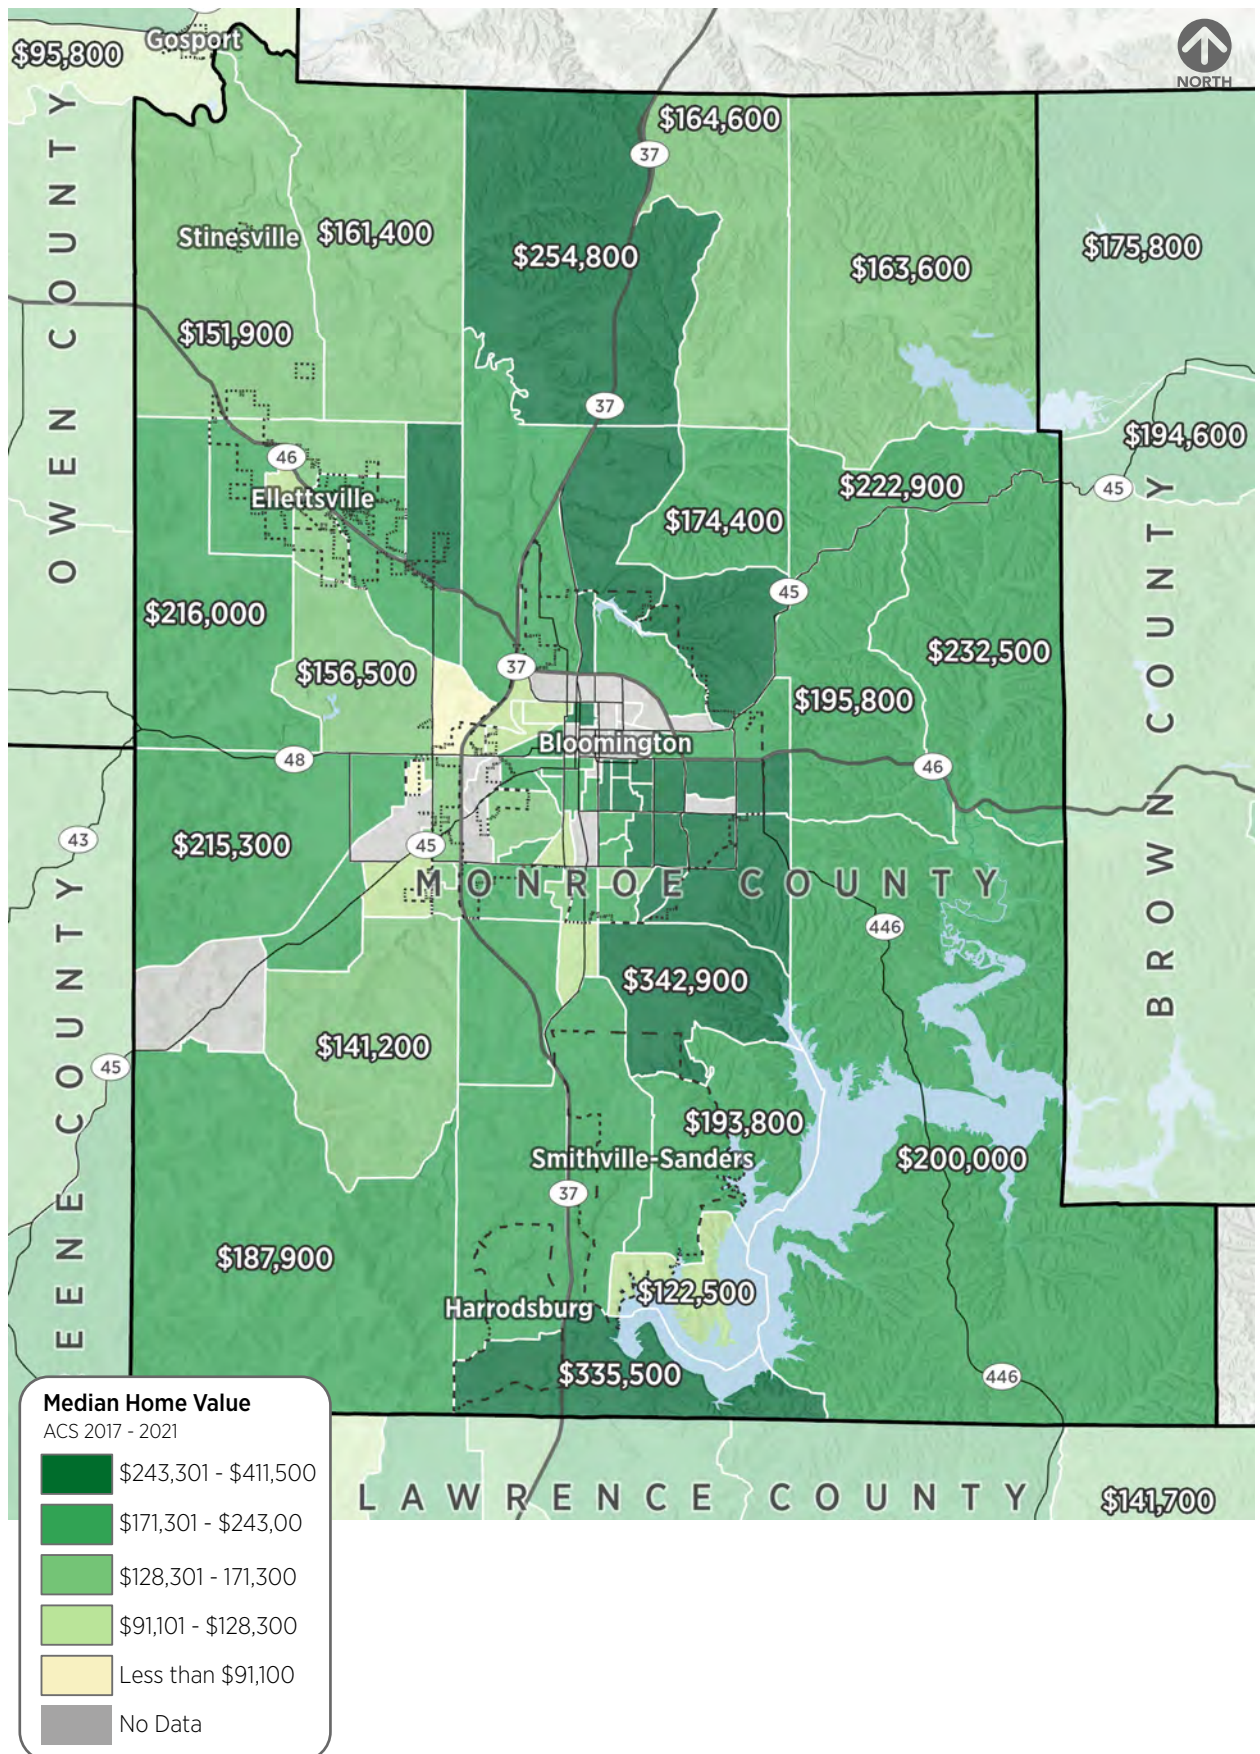 Gosport
$95,800
NORTH
$164,600
37
Stinesville
$161,400
$254,800
$163,600
$175,800
OWEN COUNTY
$151,900
37
$194,600
46
Ellettsville
$222,900
45
$174,400
45
$216,000
$232,500
$156,500
37
$195,800
Bloomington
48
46
43
$215,300
45
MONROE COUNTY
BROWN COUNTY
446
$342,900
$141,200
45
$193,800
Smithville-Sanders
$200,000
37
EENE COUNTY
$187,900
$122,500
Harrodsburg
$335,500
446
LAWRENCE COUNTY
$141,700
Median Home Value
ACS 2017 - 2021
$243,301 - $411,500
$171,301 - $243,00
$128,301 - 171,300
$91,101 - $128,300
Less than $91,100
No Data